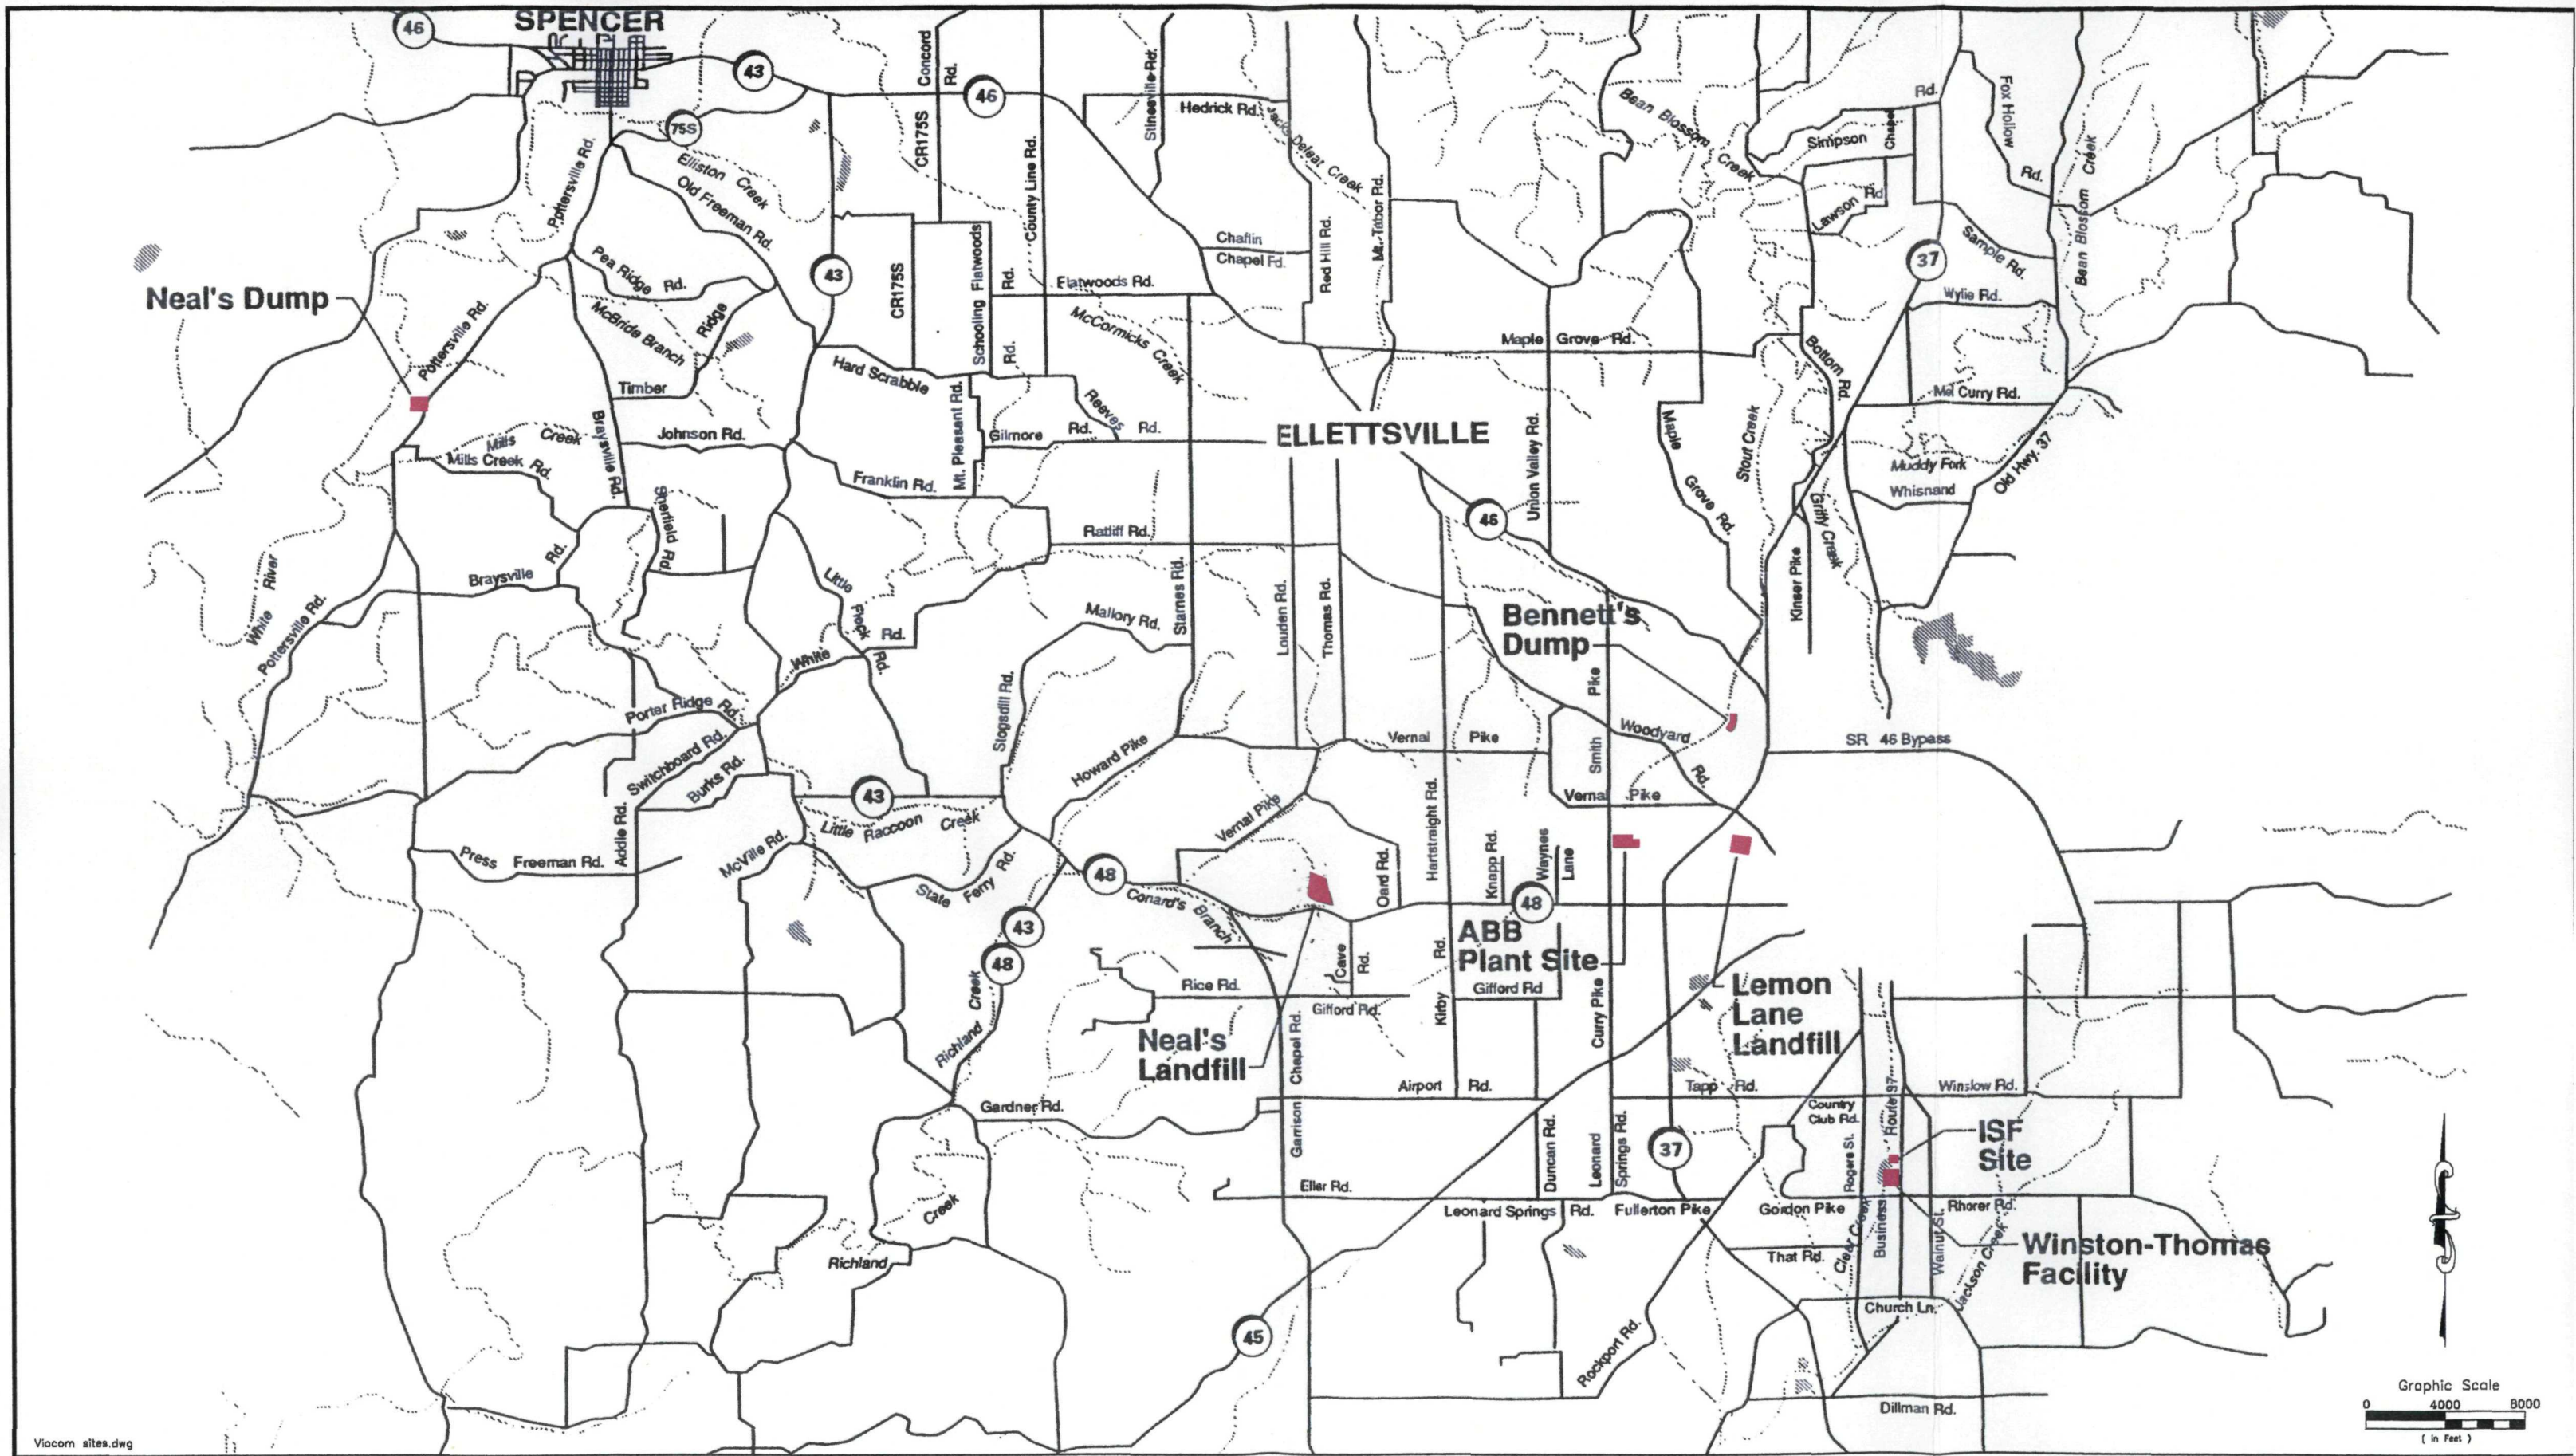 SPENCER
46
43
46
75S
Concord
Rd.
CR175S
County Line Rd.
Stinesville Rd.
Hedrick Rd.
Jacks Defeat Creek
Mt. Tabor Rd.
Red Hill Rd.
Bean Blossom Creek
Simpson
Chapel
Rd.
Fox Hollow
Rd.
Bean Blossom Creek
Lawson Rd
Sample Rd.
37
Wylie Rd.
Pottersville Rd.
Elliston Creek
Old Freeman Rd.
Pea Ridge Rd.
McBride Branch
Ridge
Timber
43
CR175S
Schooling Flatwoods
Rd.
Rd.
Flatwoods Rd.
Chaflin
Chapel Rd.
McCormicks Creek
Maple Grove Rd.
Bottom Rd.
Mel Curry Rd.
Neal's Dump
Pottersville Rd.
Hard Scrabble
Mt. Pleasant Rd.
Reeves
Rd.
Gilmore
Rd.
ELLETTSVILLE
Union Valley Rd.
Maple
Grove Rd.
Stout Creek
Muddy Fork
Whisnand
Old Hwy. 37
Griffy Creek
Kinser Pike
Mills Creek
Mills Creek Rd.
Braysville Rd.
Johnson Rd.
Franklin Rd.
Ratliff Rd.
46
Braysville
Rd.
White River
Pottersville Rd.
Little
Flock
Rd.
White
Rd.
Mallory Rd.
Starnes Rd.
Louden Rd.
Thomas Rd.
Bennett's
Dump
Smith
Pike
Woodyard
Rd.
SR 46 Bypass
Vernal Pike
Vernal Pike
Porter Ridge Rd.
Switchboard Rd.
Burks Rd.
Stogsdill Rd.
Howard Pike
43
Little Raccoon Creek
Vernal Pike
Press Freeman Rd.
Addie Rd.
McVille Rd.
State Ferry Rd.
48
Conard's Branch
43
48
Oard Rd.
Hartstraight Rd.
Knapp Rd.
Waynes
Lane
48
ABB
Plant Site
Gifford Rd
Kirby
Rd.
Cave
Rd.
Rice Rd.
Gifford Rd.
Curry Pike
Lemon
Lane
Landfill
Richland Creek
Neal's
Landfill
Garrison Chapel Rd.
Airport Rd.
Tapp Rd.
Winslow Rd.
Country
Club Rd.
Gardner Rd.
Duncan Rd.
Leonard
Springs Rd.
37
Rogers St.
Route 37
Business
ISF
Site
Eller Rd.
Leonard Springs Rd.
Fullerton Pike
Gordon Pike
Rhorer Rd.
Clear Creek
Walnut St.
Jackson Creek
Winston-Thomas
Facility
That Rd.
Church Ln.
Richland
Creek
45
Rockport Rd.
Dillman Rd.
Graphic Scale
0 4000 8000
( in Feet )
Viacom sites.dwg